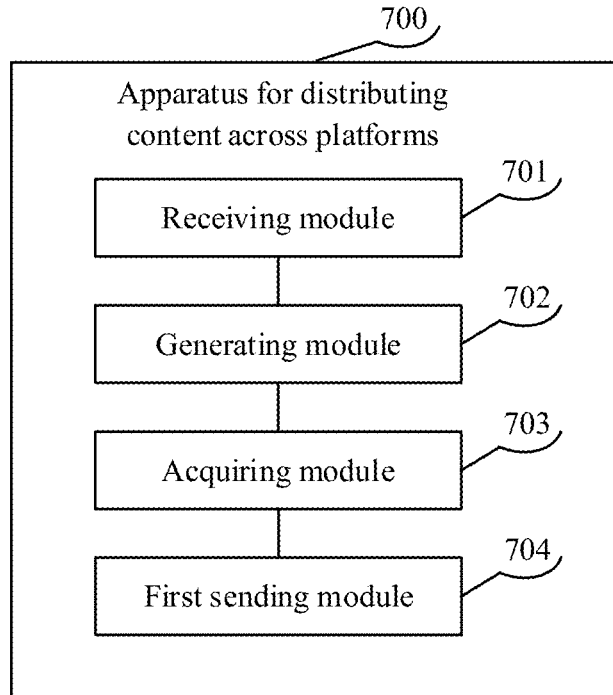 700
Apparatus for distributing
content across platforms
701
Receiving module
702
Generating module
703
Acquiring module
704
First sending module